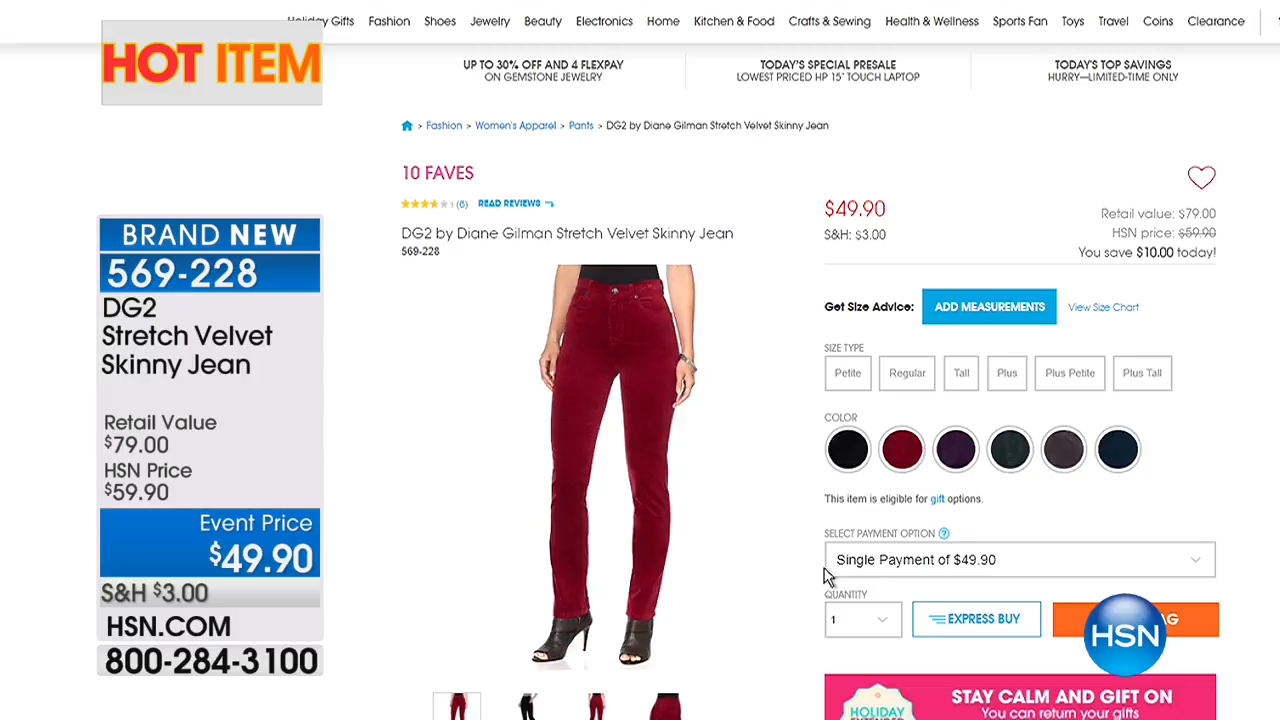 Holiday Gifts Fashion Shoes Jewelry Beauty Electronics Home Kitchen & Food Crafts & Sewing Health & Wellness Sports Fan Toys Travel Coins Clearance
HOT ITEM
UP TO 30% OFF AND 4 FLEXPAY
ON GEMSTONE JEWELRY
TODAY'S SPECIAL PRESALE
LOWEST PRICED HP 15" TOUCH LAPTOP
TODAY'S TOP SAVINGS
HURRY—LIMITED-TIME ONLY
> Fashion > Women's Apparel > Pants > DG2 by Diane Gilman Stretch Velvet Skinny Jean
10 FAVES
(6) READ REVIEWS
DG2 by Diane Gilman Stretch Velvet Skinny Jean
569-228
$49.90
S&H: $3.00
Retail value: $79.00
HSN price: $59.90
You save $10.00 today!
Get Size Advice: ADD MEASUREMENTS View Size Chart
SIZE TYPE
Petite Regular Tall Plus Plus Petite Plus Tall
COLOR
This item is eligible for gift options.
SELECT PAYMENT OPTION ?
Single Payment of $49.90
QUANTITY
1 EXPRESS BUY
HSN
STAY CALM AND GIFT ON
You can return your gifts
HOLIDAY
BRAND NEW
569-228
DG2
Stretch Velvet
Skinny Jean
Retail Value
$79.00
HSN Price
$59.90
Event Price
$49.90
S&H $3.00
HSN.COM
800-284-3100